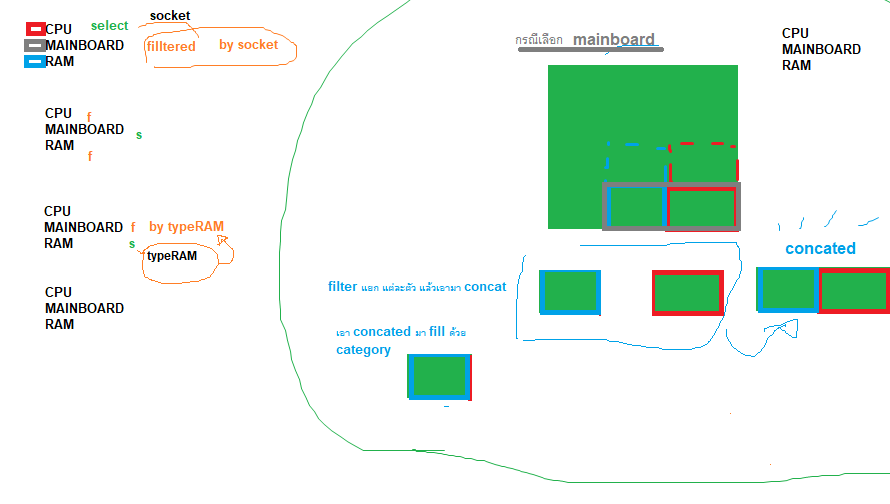 socket
CPU select
MAINBOARD filltered by socket
RAM
CPU f
MAINBOARD s
RAM f
CPU
MAINBOARD f by typeRAM
RAM s
typeRAM
CPU
MAINBOARD
RAM
กรณีเลือก mainboard
CPU
MAINBOARD
RAM
concated
filter แยก แต่ละตัว แล้วเอามา concat
เอา concated มา fill ด้วย
category